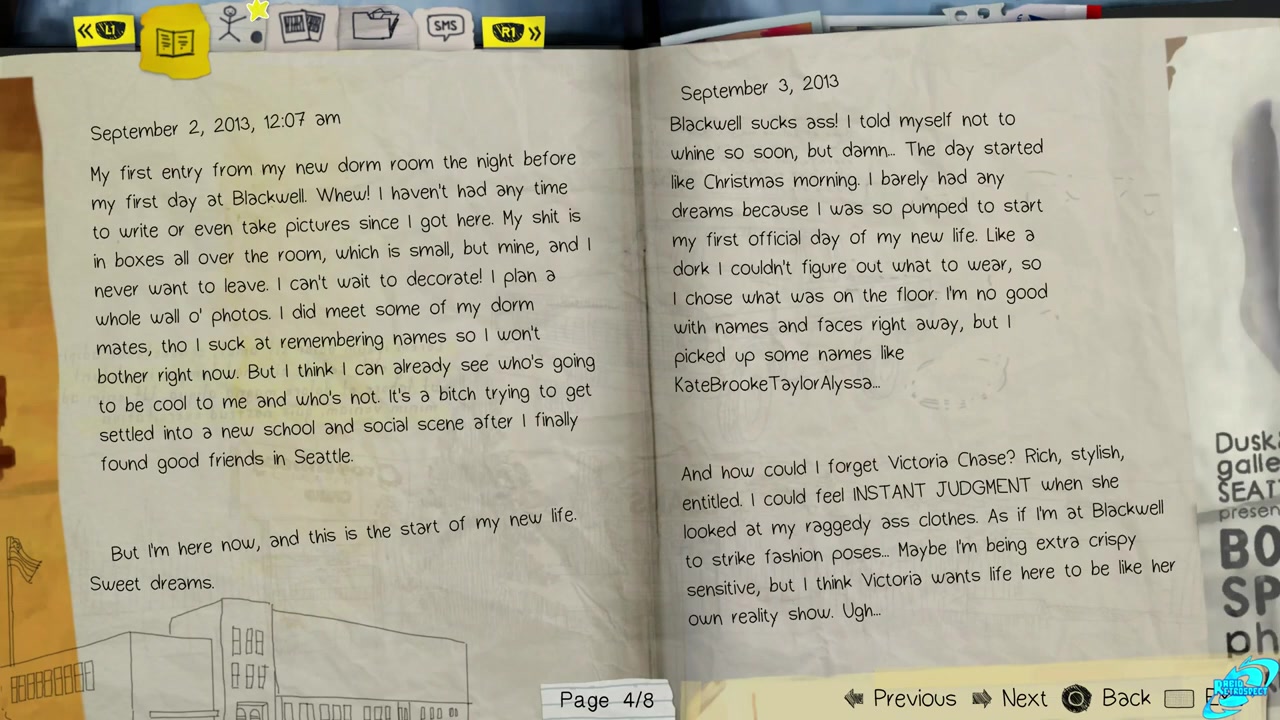 L1
SMS
R1
September 2, 2013, 12:07 am
My first entry from my new dorm room the night before
my first day at Blackwell. Whew! I haven't had any time
to write or even take pictures since I got here. My shit is
in boxes all over the room, which is small, but mine, and I
never want to leave. I can't wait to decorate! I plan a
whole wall o' photos. I did meet some of my dorm
mates, tho I suck at remembering names so I won't
bother right now. But I think I can already see who's going
to be cool to me and who's not. It's a bitch trying to get
settled into a new school and social scene after I finally
found good friends in Seattle.
But I'm here now, and this is the start of my new life.
Sweet dreams.
September 3, 2013
Blackwell sucks ass! I told myself not to
whine so soon, but damn... The day started
like Christmas morning. I barely had any
dreams because I was so pumped to start
my first official day of my new life. Like a
dork I couldn't figure out what to wear, so
I chose what was on the floor. I'm no good
with names and faces right away, but I
picked up some names like
KateBrookeTaylorAlyssa...
And how could I forget Victoria Chase? Rich, stylish,
entitled. I could feel INSTANT JUDGMENT when she
looked at my raggedy ass clothes. As if I'm at Blackwell
to strike fashion poses... Maybe I'm being extra crispy
sensitive, but I think Victoria wants life here to be like her
own reality show. Ugh...
Dusk
galle
SEAT
presen
BO
SP
ph
Page 4/8
Previous
Next
Back
RETROSPECT